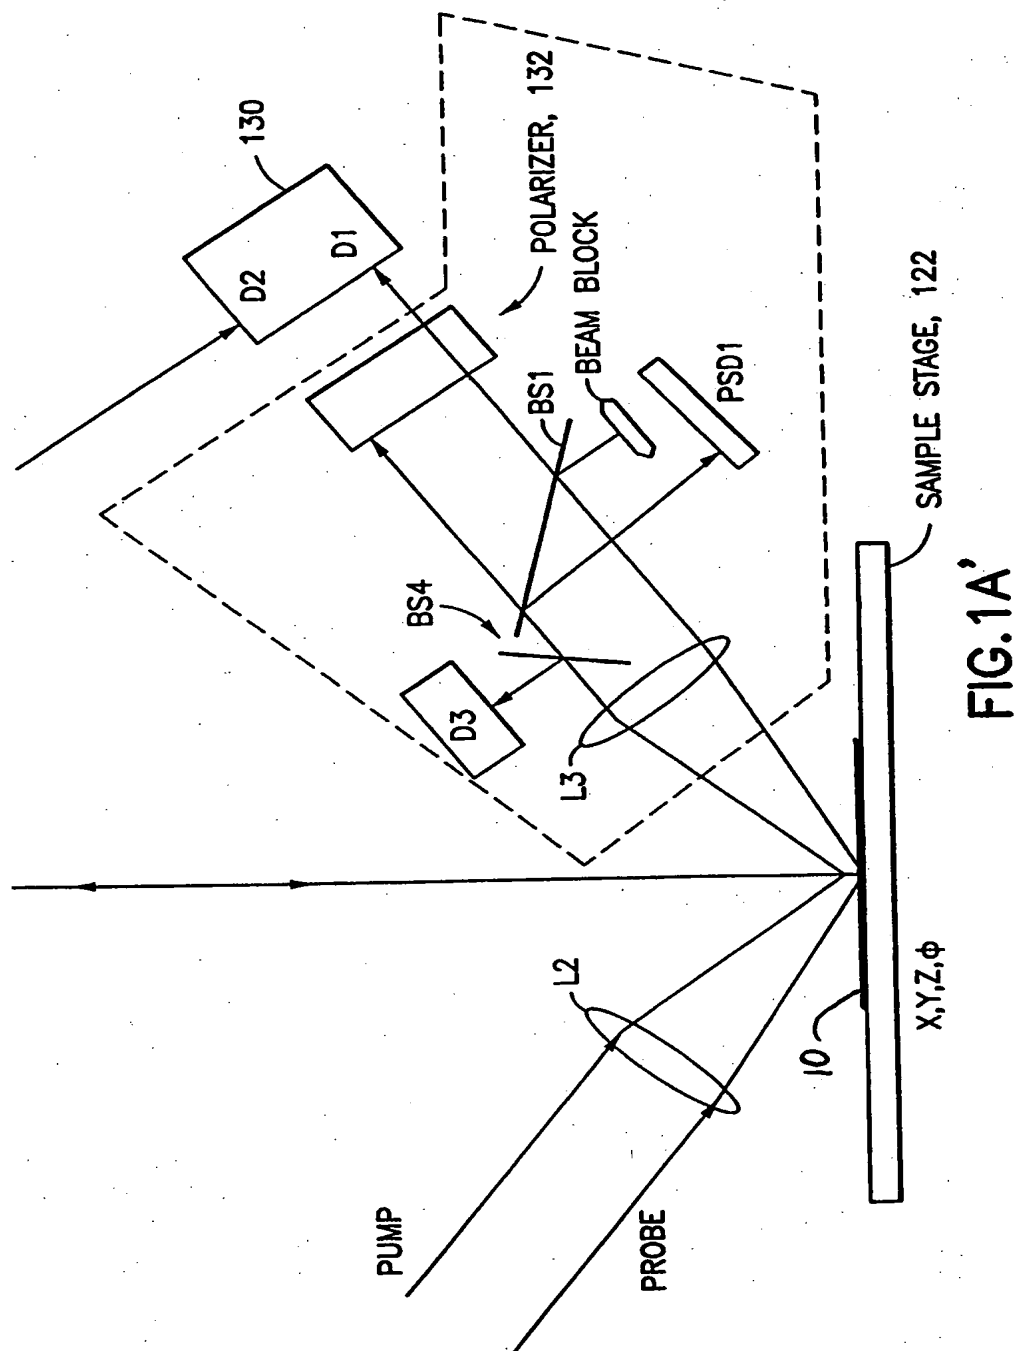 130
D2
D1
POLARIZER, 132
BEAM BLOCK
BS1
PSD1
BS4
D3
L3
L2
PUMP
PROBE
10
X,Y,Z,ϕ
SAMPLE STAGE, 122
FIG.1A'